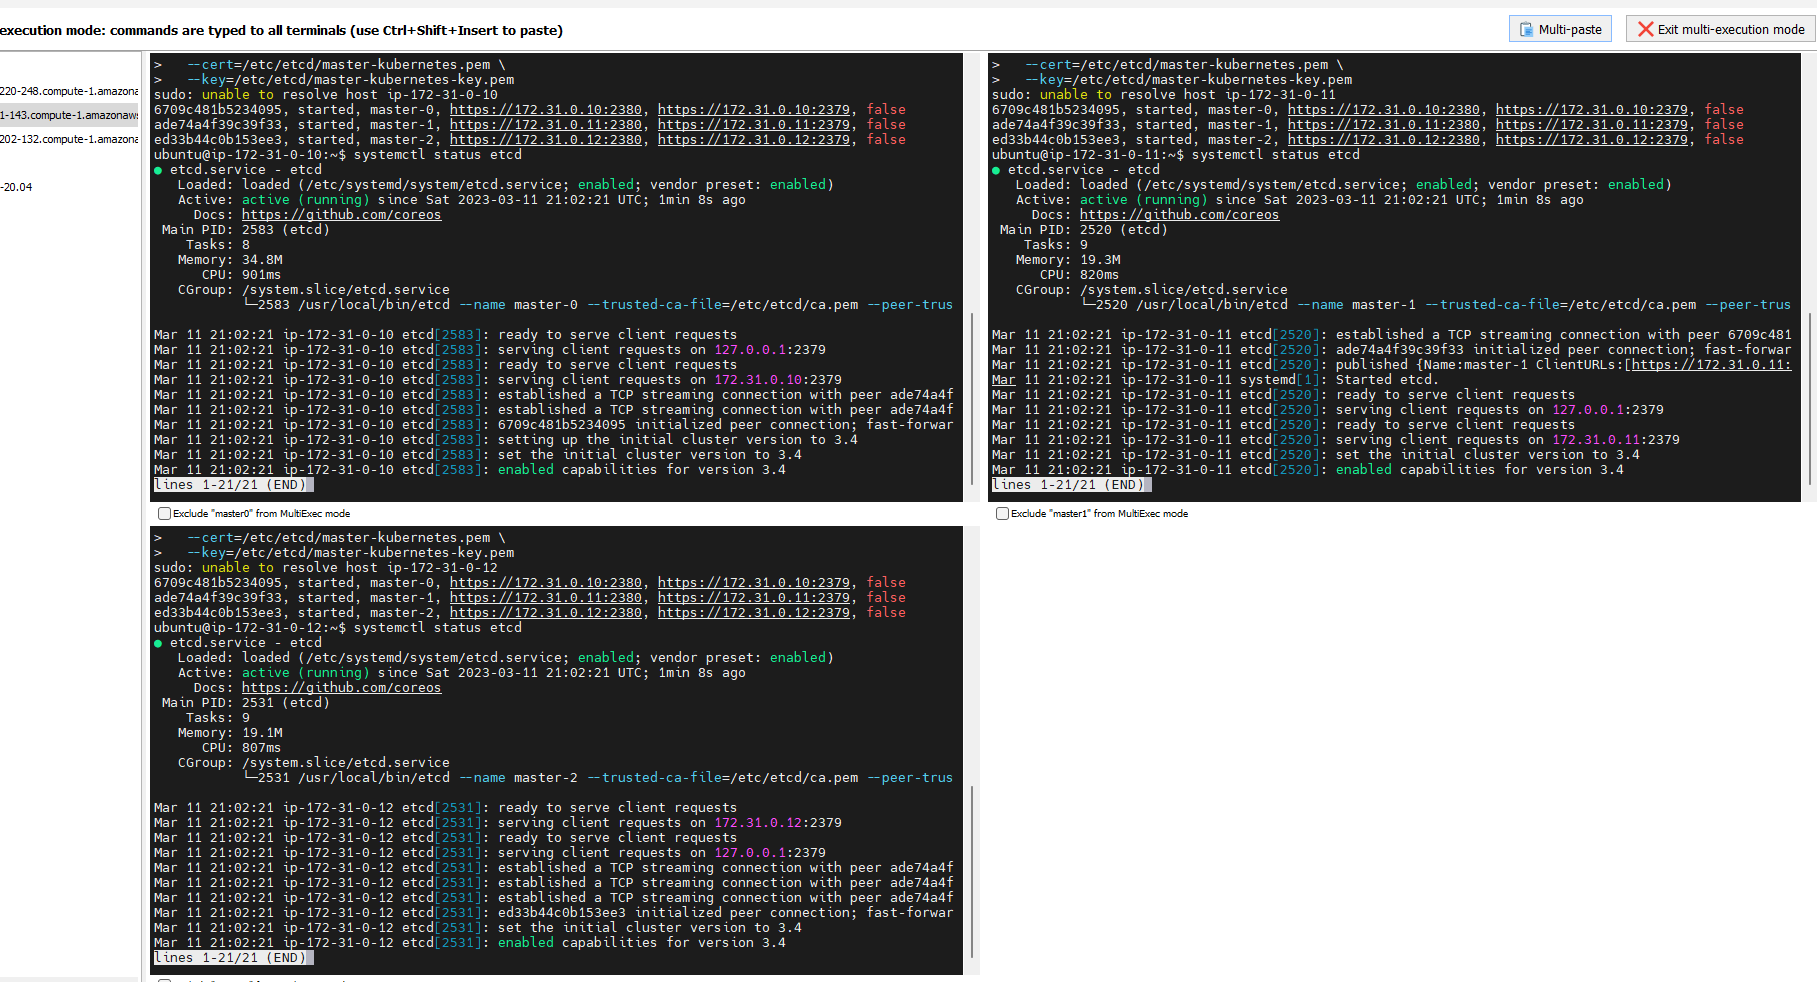 execution mode: commands are typed to all terminals (use Ctrl+Shift+Insert to paste)
Multi-paste
Exit multi-execution mode
220-248.compute-1.amazona
1-143.compute-1.amazonaw
202-132.compute-1.amazona
-20.04
>   --cert=/etc/etcd/master-kubernetes.pem \
>   --key=/etc/etcd/master-kubernetes-key.pem
sudo: unable to resolve host ip-172-31-0-10
6709c481b5234095, started, master-0, https://172.31.0.10:2380, https://172.31.0.10:2379, false
ade74a4f39c39f33, started, master-1, https://172.31.0.11:2380, https://172.31.0.11:2379, false
ed33b44c0b153ee3, started, master-2, https://172.31.0.12:2380, https://172.31.0.12:2379, false
ubuntu@ip-172-31-0-10:~$ systemctl status etcd
● etcd.service - etcd
Loaded: loaded (/etc/systemd/system/etcd.service; enabled; vendor preset: enabled)
Active: active (running) since Sat 2023-03-11 21:02:21 UTC; 1min 8s ago
Docs: https://github.com/coreos
Main PID: 2583 (etcd)
Tasks: 8
Memory: 34.8M
CPU: 901ms
CGroup: /system.slice/etcd.service
└─2583 /usr/local/bin/etcd --name master-0 --trusted-ca-file=/etc/etcd/ca.pem --peer-trus
Mar 11 21:02:21 ip-172-31-0-10 etcd[2583]: ready to serve client requests
Mar 11 21:02:21 ip-172-31-0-10 etcd[2583]: serving client requests on 127.0.0.1:2379
Mar 11 21:02:21 ip-172-31-0-10 etcd[2583]: ready to serve client requests
Mar 11 21:02:21 ip-172-31-0-10 etcd[2583]: serving client requests on 172.31.0.10:2379
Mar 11 21:02:21 ip-172-31-0-10 etcd[2583]: established a TCP streaming connection with peer ade74a4f
Mar 11 21:02:21 ip-172-31-0-10 etcd[2583]: established a TCP streaming connection with peer ade74a4f
Mar 11 21:02:21 ip-172-31-0-10 etcd[2583]: 6709c481b5234095 initialized peer connection; fast-forwar
Mar 11 21:02:21 ip-172-31-0-10 etcd[2583]: setting up the initial cluster version to 3.4
Mar 11 21:02:21 ip-172-31-0-10 etcd[2583]: set the initial cluster version to 3.4
Mar 11 21:02:21 ip-172-31-0-10 etcd[2583]: enabled capabilities for version 3.4
lines 1-21/21 (END)
Exclude "master0" from MultiExec mode
>   --cert=/etc/etcd/master-kubernetes.pem \
>   --key=/etc/etcd/master-kubernetes-key.pem
sudo: unable to resolve host ip-172-31-0-11
6709c481b5234095, started, master-0, https://172.31.0.10:2380, https://172.31.0.10:2379, false
ade74a4f39c39f33, started, master-1, https://172.31.0.11:2380, https://172.31.0.11:2379, false
ed33b44c0b153ee3, started, master-2, https://172.31.0.12:2380, https://172.31.0.12:2379, false
ubuntu@ip-172-31-0-11:~$ systemctl status etcd
● etcd.service - etcd
Loaded: loaded (/etc/systemd/system/etcd.service; enabled; vendor preset: enabled)
Active: active (running) since Sat 2023-03-11 21:02:21 UTC; 1min 8s ago
Docs: https://github.com/coreos
Main PID: 2520 (etcd)
Tasks: 9
Memory: 19.3M
CPU: 820ms
CGroup: /system.slice/etcd.service
└─2520 /usr/local/bin/etcd --name master-1 --trusted-ca-file=/etc/etcd/ca.pem --peer-trus
Mar 11 21:02:21 ip-172-31-0-11 etcd[2520]: established a TCP streaming connection with peer 6709c481
Mar 11 21:02:21 ip-172-31-0-11 etcd[2520]: ade74a4f39c39f33 initialized peer connection; fast-forwar
Mar 11 21:02:21 ip-172-31-0-11 etcd[2520]: published {Name:master-1 ClientURLs:[https://172.31.0.11:
Mar 11 21:02:21 ip-172-31-0-11 systemd[1]: Started etcd.
Mar 11 21:02:21 ip-172-31-0-11 etcd[2520]: ready to serve client requests
Mar 11 21:02:21 ip-172-31-0-11 etcd[2520]: serving client requests on 127.0.0.1:2379
Mar 11 21:02:21 ip-172-31-0-11 etcd[2520]: ready to serve client requests
Mar 11 21:02:21 ip-172-31-0-11 etcd[2520]: serving client requests on 172.31.0.11:2379
Mar 11 21:02:21 ip-172-31-0-11 etcd[2520]: set the initial cluster version to 3.4
Mar 11 21:02:21 ip-172-31-0-11 etcd[2520]: enabled capabilities for version 3.4
lines 1-21/21 (END)
Exclude "master1" from MultiExec mode
>   --cert=/etc/etcd/master-kubernetes.pem \
>   --key=/etc/etcd/master-kubernetes-key.pem
sudo: unable to resolve host ip-172-31-0-12
6709c481b5234095, started, master-0, https://172.31.0.10:2380, https://172.31.0.10:2379, false
ade74a4f39c39f33, started, master-1, https://172.31.0.11:2380, https://172.31.0.11:2379, false
ed33b44c0b153ee3, started, master-2, https://172.31.0.12:2380, https://172.31.0.12:2379, false
ubuntu@ip-172-31-0-12:~$ systemctl status etcd
● etcd.service - etcd
Loaded: loaded (/etc/systemd/system/etcd.service; enabled; vendor preset: enabled)
Active: active (running) since Sat 2023-03-11 21:02:21 UTC; 1min 8s ago
Docs: https://github.com/coreos
Main PID: 2531 (etcd)
Tasks: 9
Memory: 19.1M
CPU: 807ms
CGroup: /system.slice/etcd.service
└─2531 /usr/local/bin/etcd --name master-2 --trusted-ca-file=/etc/etcd/ca.pem --peer-trus
Mar 11 21:02:21 ip-172-31-0-12 etcd[2531]: ready to serve client requests
Mar 11 21:02:21 ip-172-31-0-12 etcd[2531]: serving client requests on 172.31.0.12:2379
Mar 11 21:02:21 ip-172-31-0-12 etcd[2531]: ready to serve client requests
Mar 11 21:02:21 ip-172-31-0-12 etcd[2531]: serving client requests on 127.0.0.1:2379
Mar 11 21:02:21 ip-172-31-0-12 etcd[2531]: established a TCP streaming connection with peer ade74a4f
Mar 11 21:02:21 ip-172-31-0-12 etcd[2531]: established a TCP streaming connection with peer ade74a4f
Mar 11 21:02:21 ip-172-31-0-12 etcd[2531]: established a TCP streaming connection with peer ade74a4f
Mar 11 21:02:21 ip-172-31-0-12 etcd[2531]: ed33b44c0b153ee3 initialized peer connection; fast-forwar
Mar 11 21:02:21 ip-172-31-0-12 etcd[2531]: set the initial cluster version to 3.4
Mar 11 21:02:21 ip-172-31-0-12 etcd[2531]: enabled capabilities for version 3.4
lines 1-21/21 (END)